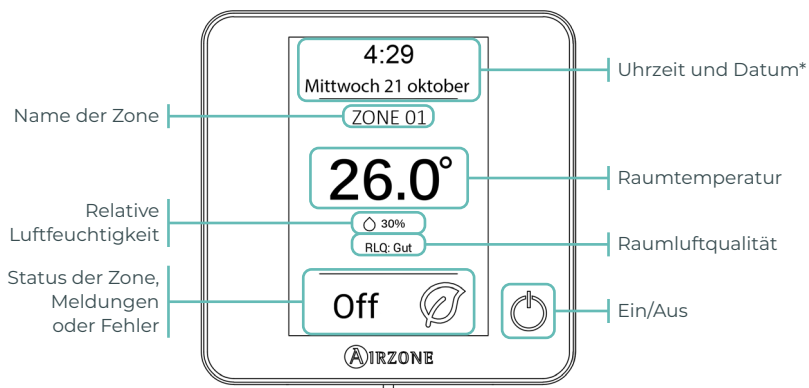 4:29
Mittwoch 21 oktober
Uhrzeit und Datum*
Name der Zone
ZONE 01
26.0°
Raumtemperatur
Relative
Luftfeuchtigkeit
30%
RLQ: Gut
Raumluftqualität
Status der Zone,
Meldungen
oder Fehler
Off
Ein/Aus
AIRZONE